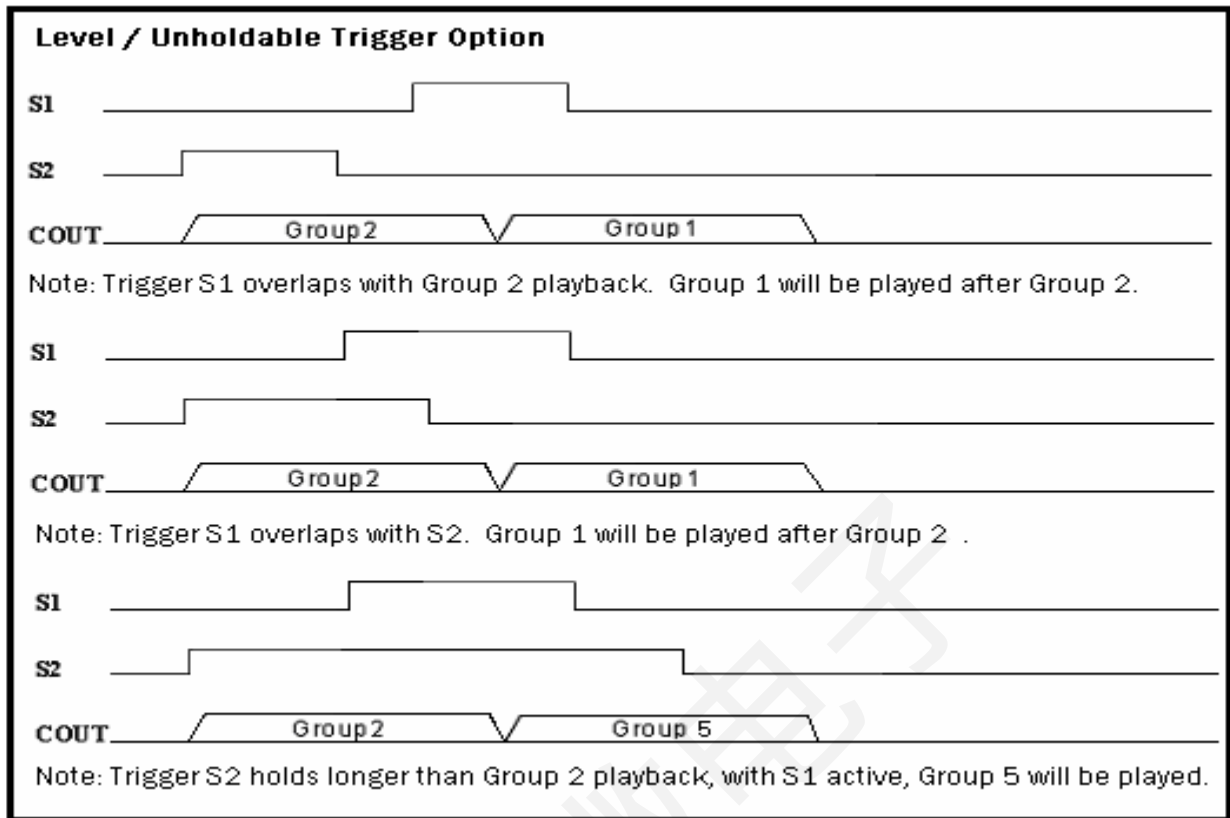 Level / Unholdable Trigger Option
S1
S2
COUT Group2 Group1
Note: Trigger S1 overlaps with Group 2 playback. Group 1 will be played after Group 2.
S1
S2
COUT Group2 Group1
Note: Trigger S1 overlaps with S2. Group 1 will be played after Group 2 .
S1
S2
COUT Group2 Group 5
Note: Trigger S2 holds longer than Group 2 playback, with S1 active, Group 5 will be played.
电子